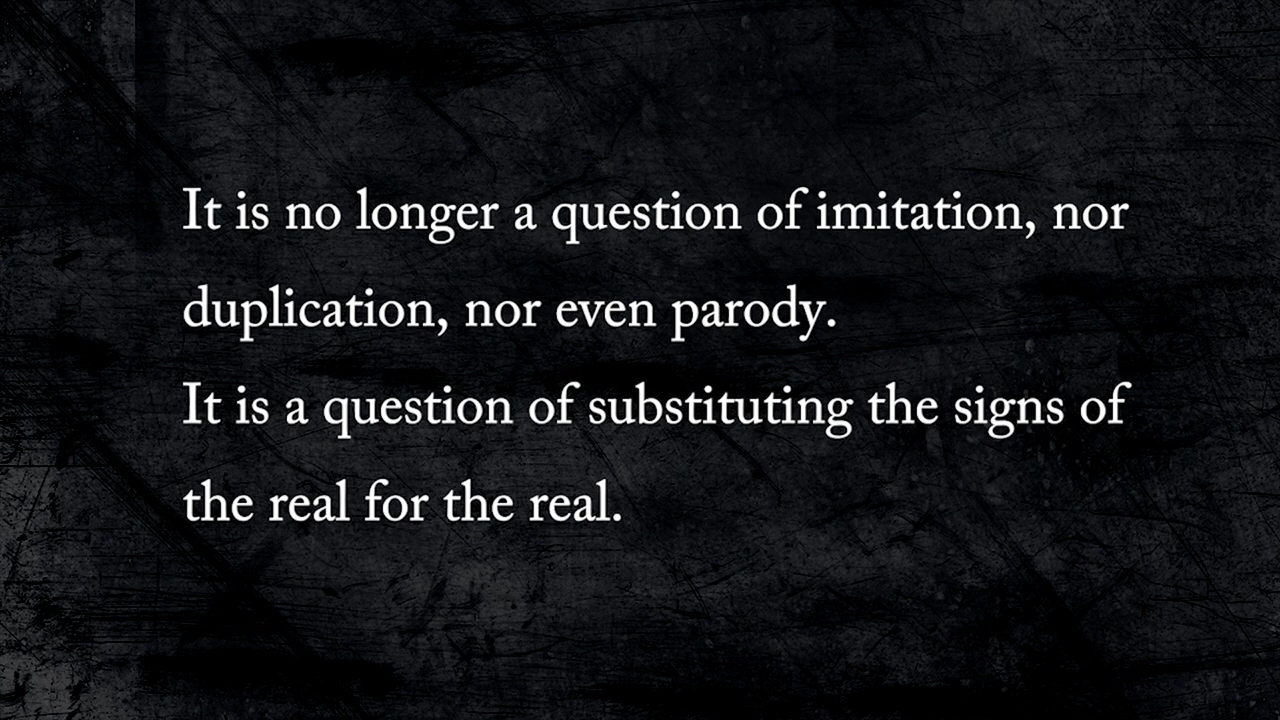 It is no longer a question of imitation, nor
duplication, nor even parody.
It is a question of substituting the signs of
the real for the real.